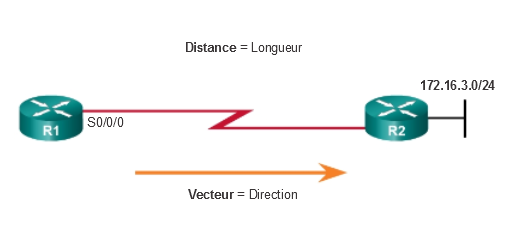 Distance = Longueur
172.16.3.0/24
S0/0/0
R1
R2
Vecteur = Direction